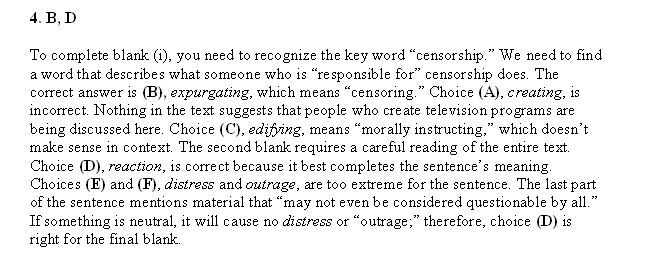 4. B, D
To complete blank (i), you need to recognize the key word “censorship.” We need to find
a word that describes what someone who is “responsible for” censorship does. The
correct answer is (B), expurgating, which means “censoring.” Choice (A), creating, is
incorrect. Nothing in the text suggests that people who create television programs are
being discussed here. Choice (C), edifying, means “morally instructing,” which doesn’t
make sense in context. The second blank requires a careful reading of the entire text.
Choice (D), reaction, is correct because it best completes the sentence’s meaning.
Choices (E) and (F), distress and outrage, are too extreme for the sentence. The last part
of the sentence mentions material that “may not even be considered questionable by all.”
If something is neutral, it will cause no distress or “outrage;” therefore, choice (D) is
right for the final blank.